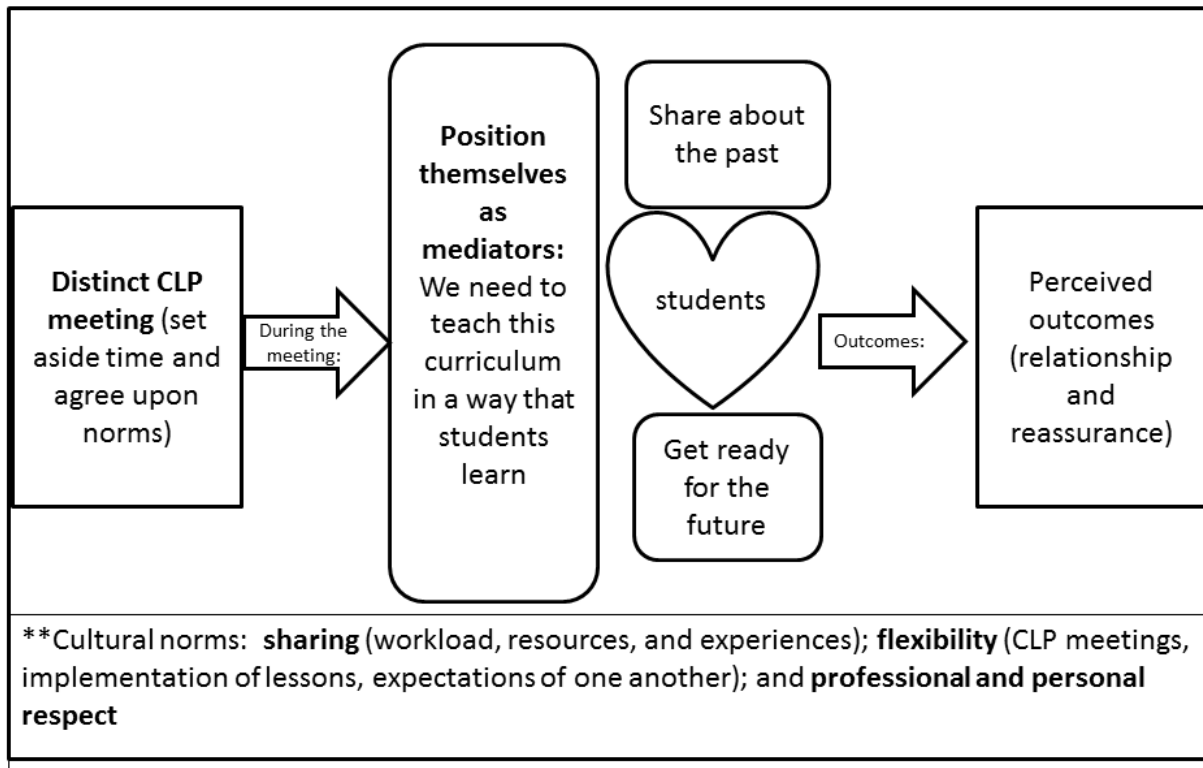 Distinct CLP
meeting (set
aside time and
agree upon
norms)
During the
meeting:
Position
themselves
as
mediators:
We need to
teach this
curriculum
in a way that
students
learn
Share about
the past
students
Get ready
for the
future
Outcomes:
Perceived
outcomes
(relationship
and
reassurance)
**Cultural norms: sharing (workload, resources, and experiences); flexibility (CLP meetings,
implementation of lessons, expectations of one another); and professional and personal
respect